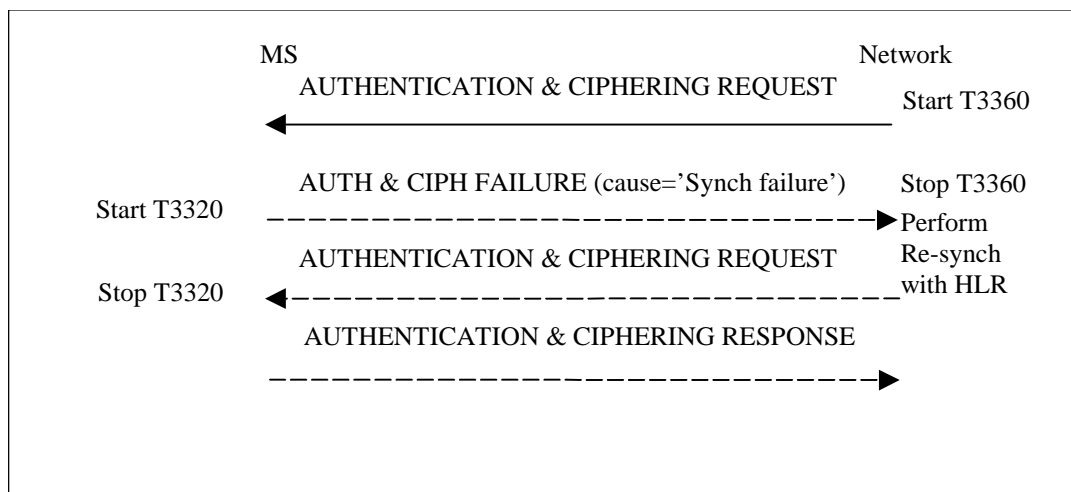 MS
Network
AUTHENTICATION & CIPHERING REQUEST
Start T3360
AUTH & CIPH FAILURE (cause=’Synch failure’)
Stop T3360
Start T3320
Perform
Re-synch
with HLR
AUTHENTICATION & CIPHERING REQUEST
Stop T3320
AUTHENTICATION & CIPHERING RESPONSE